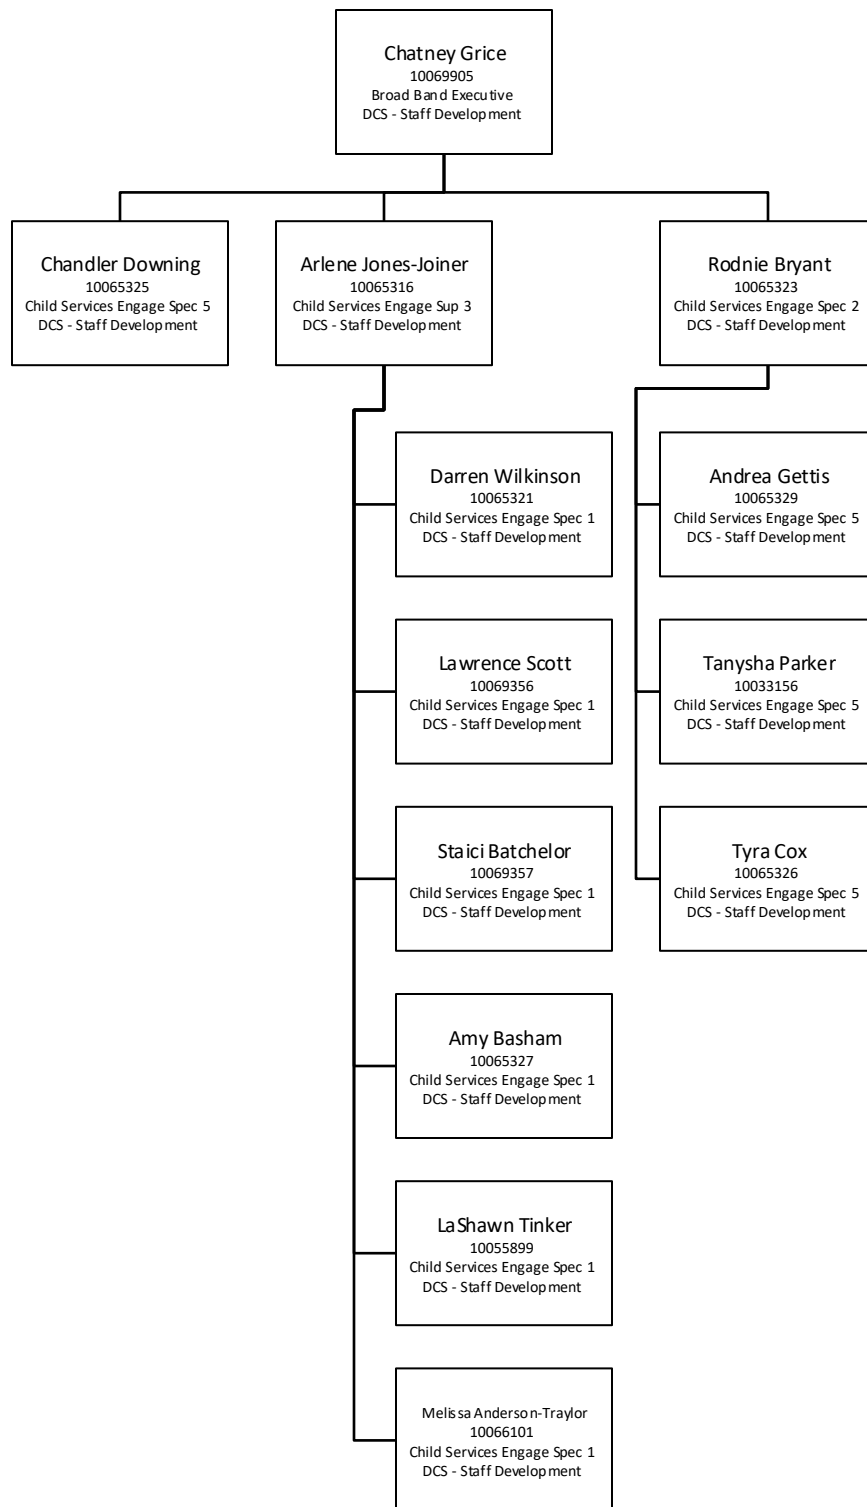 Chatney Grice
10069905
Broad Band Executive
DCS - Staff Development
Chandler Downing
10065325
Child Services Engage Spec 5
DCS - Staff Development
Arlene Jones-Joiner
10065316
Child Services Engage Sup 3
DCS - Staff Development
Rodnie Bryant
10065323
Child Services Engage Spec 2
DCS - Staff Development
Darren Wilkinson
10065321
Child Services Engage Spec 1
DCS - Staff Development
Andrea Gettis
10065329
Child Services Engage Spec 5
DCS - Staff Development
Lawrence Scott
10069356
Child Services Engage Spec 1
DCS - Staff Development
Tanysha Parker
10033156
Child Services Engage Spec 5
DCS - Staff Development
Staici Batchelor
10069357
Child Services Engage Spec 1
DCS - Staff Development
Tyra Cox
10065326
Child Services Engage Spec 5
DCS - Staff Development
Amy Basham
10065327
Child Services Engage Spec 1
DCS - Staff Development
LaShawn Tinker
10055899
Child Services Engage Spec 1
DCS - Staff Development
Melissa Anderson-Traylor
10066101
Child Services Engage Spec 1
DCS - Staff Development